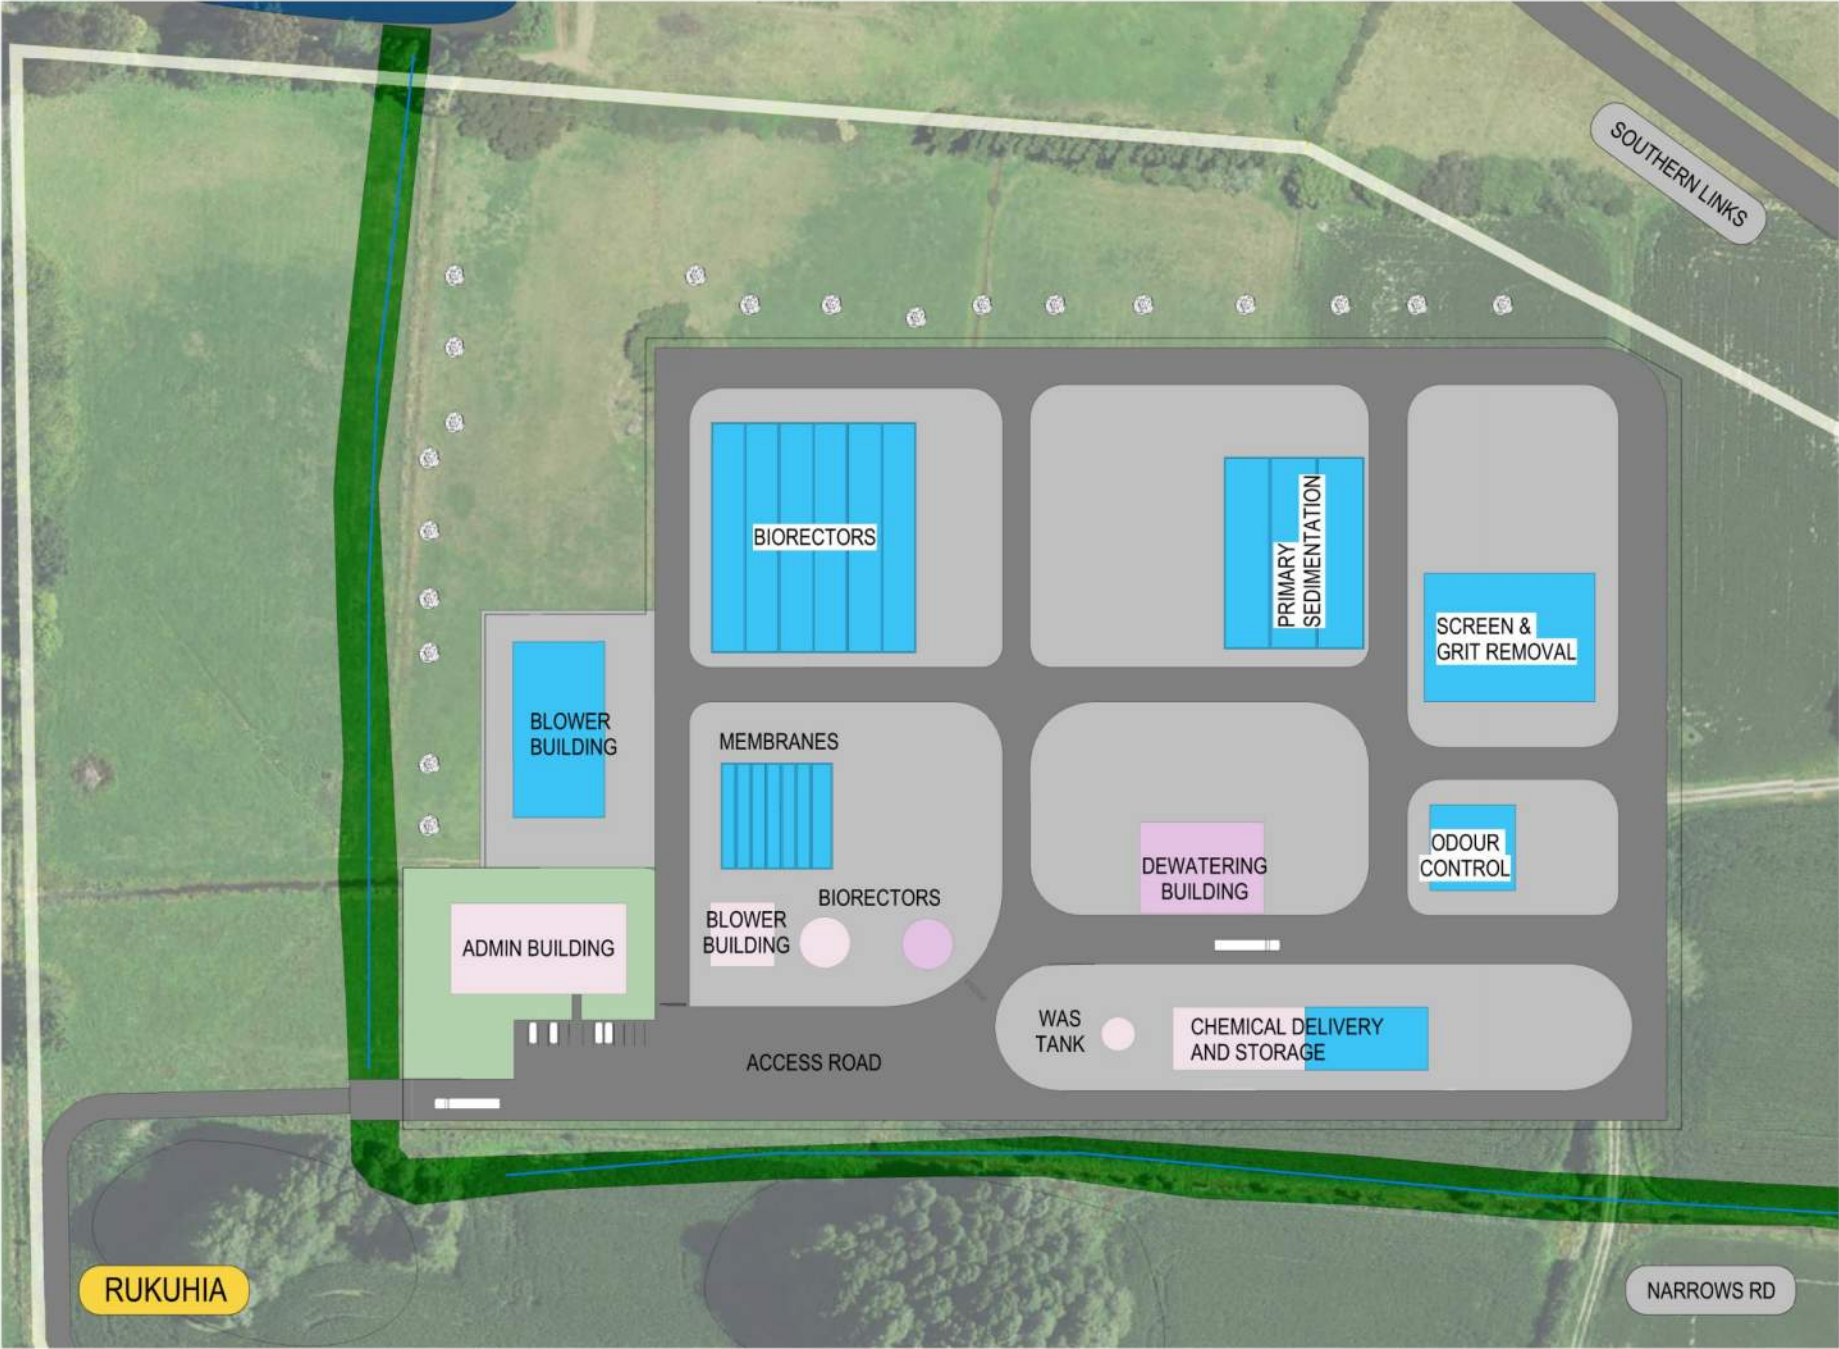 SOUTHERN LINKS
BIORECTORS
PRIMARY
SEDIMENTATION
SCREEN &
GRIT REMOVAL
BLOWER
BUILDING
MEMBRANES
ODOUR
CONTROL
DEWATERING
BUILDING
BIORECTORS
BLOWER
BUILDING
ADMIN BUILDING
WAS
TANK
CHEMICAL DELIVERY
AND STORAGE
ACCESS ROAD
RUKUHIA
NARROWS RD